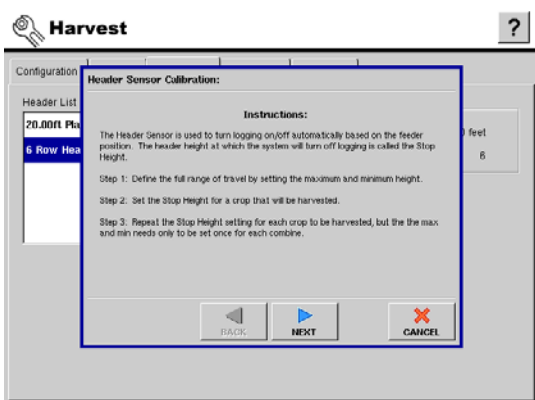 Harvest
?
Configuration
Header Sensor Calibration:
Header List
Instructions:
20.00ft Pla
The Header Sensor is used to turn logging on/off automatically based on the feeder
position. The header height at which the system will turn off logging is called the Stop
Height.
feet
6 Row Hea
6
Step 1: Define the full range of travel by setting the maximum and minimum height.
Step 2: Set the Stop Height for a crop that will be harvested.
Step 3: Repeat the Stop Height setting for each crop to be harvested, but the the max
and min needs only to be set once for each combine.
BACK
NEXT
CANCEL